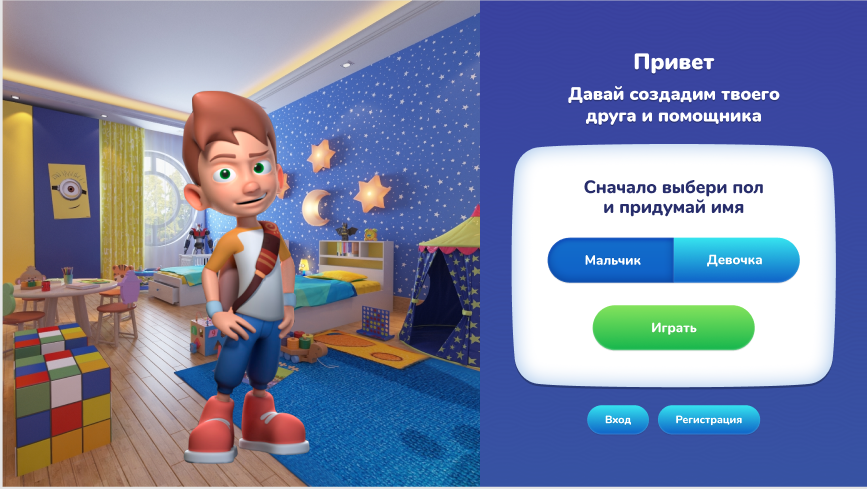 Привет
Давай создадим твоего
друга и помощника
Сначало выбери пол
и придумай имя
Мальчик
Девочка
Играть
Вход
Регистрация